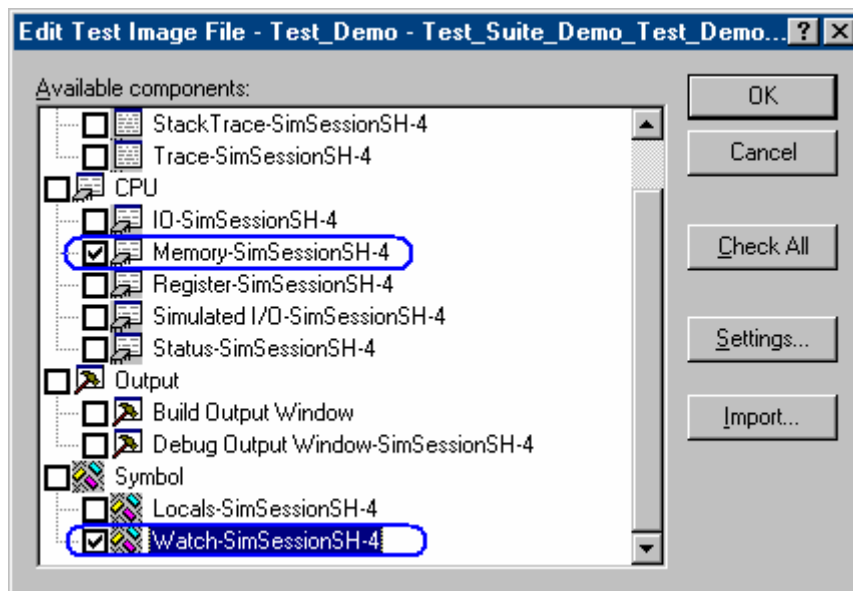 Edit Test Image File - Test_Demo - Test_Suite_Demo_Test_Demo...
Available components:
StackTrace-SimSessionSH-4
Trace-SimSessionSH-4
CPU
IO-SimSessionSH-4
Memory-SimSessionSH-4
Register-SimSessionSH-4
Simulated I/O-SimSessionSH-4
Status-SimSessionSH-4
Output
Build Output Window
Debug Output Window-SimSessionSH-4
Symbol
Locals-SimSessionSH-4
Watch-SimSessionSH-4
OK
Cancel
Check All
Settings...
Import...